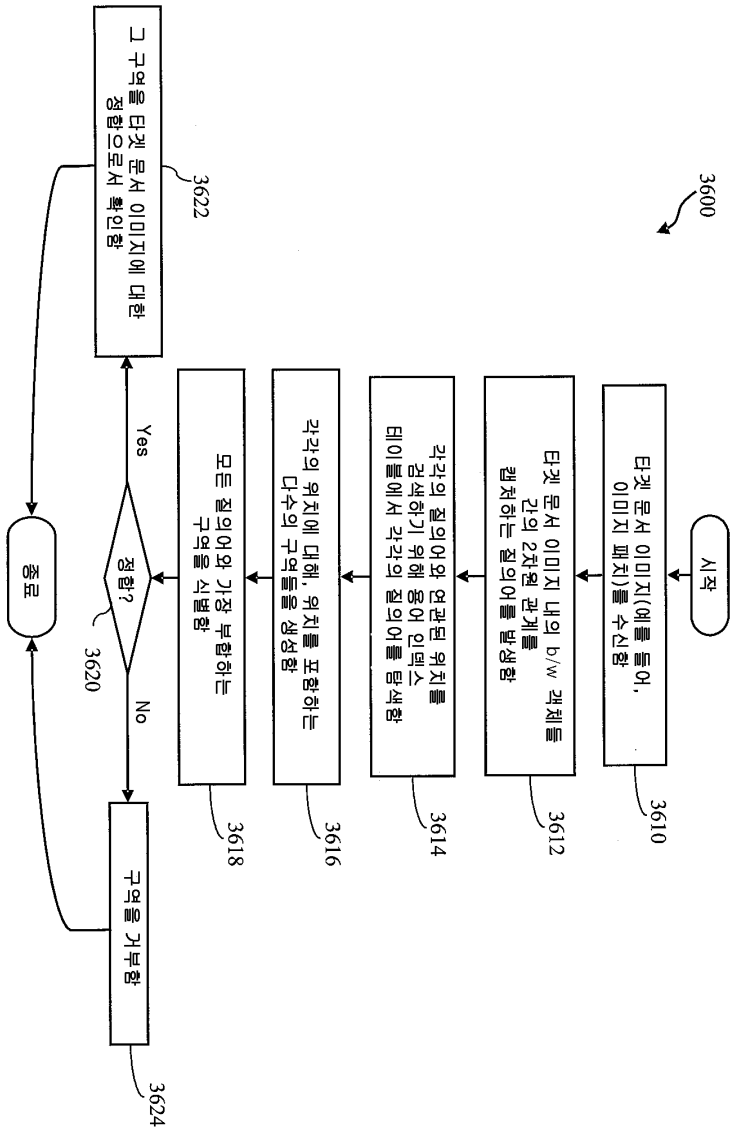 3600
시작
타겟 문서 이미지(예를 들어,
이미지 패치)를 수신함
3610
타겟 문서 이미지 내의 b/w 객체들
간의 2차원 관계를
캡처하는 질의어를 발생함
3612
각각의 질의어와 연관된 위치를
검색하기 위해 용어 인덱스
테이블에서 각각의 질의어를 탐색함
3614
각각의 위치에 대해, 위치를 포함하는
다수의 구역들을 생성함
3616
모든 질의어와 가장 부합하는
구역을 식별함
3618
정합?
3620
Yes
No
그 구역을 타겟 문서 이미지에 대한
정합으로서 확인함
3622
구역을 거부함
3624
종료